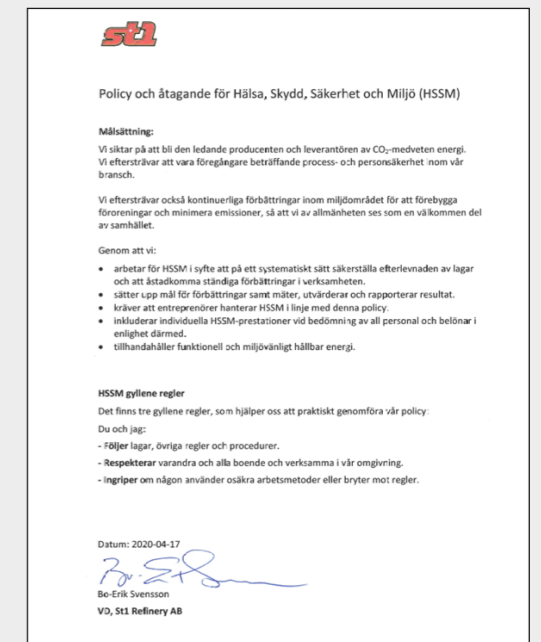 st1
Policy och åtagande för Hälsa, Skydd, Säkerhet och Miljö (HSSM)
Målsättning:
Vi siktar på att bli den ledande producenten och leverantören av CO₂-medveten energi.
Vi eftersträvar att vara föregångare beträffande process- och personsäkerhet inom vår
bransch.
Vi eftersträvar också kontinuerliga förbättringar inom miljöområdet för att förebygga
föroreningar och minimera emissioner, så att vi av allmänheten ses som en välkommen del
av samhället.
Genom att vi:
• arbetar för HSSM i syfte att på ett systematiskt sätt säkerställa efterlevnaden av lagar
och att åstadkomma ständiga förbättringar i verksamheten.
• sätter upp mål för förbättringar samt mäter, utvärderar och rapporterar resultat.
• kräver att entreprenörer hanterar HSSM i linje med denna policy.
• inkluderar individuella HSSM-prestationer vid bedömning av all personal och belönar i
enlighet därmed.
• tillhandahåller funktionell och miljövänligt hållbar energi.
HSSM gyllene regler
Det finns tre gyllene regler, som hjälper oss att praktiskt genomföra vår policy:
Du och jag:
- Följer lagar, övriga regler och procedurer.
- Respekterar varandra och alla boende och verksamma i vår omgivning.
- Ingriper om någon använder osäkra arbetsmetoder eller bryter mot regler.
Datum: 2020-04-17
Bo-Erik Svensson
VD, St1 Refinery AB